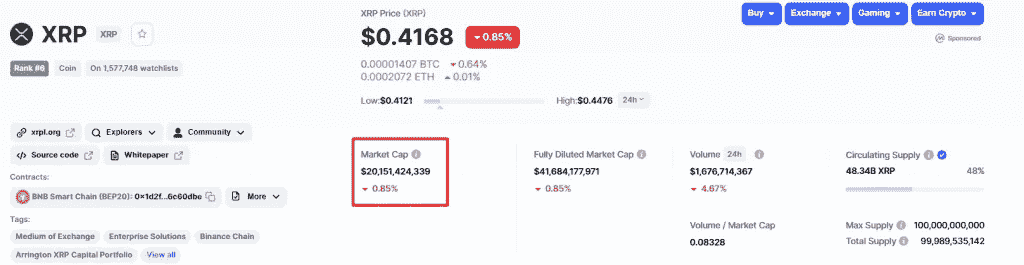 XRP XRP
Rank #6 Coin On 1,577,748 watchlists
xrpl.org Explorers Community
Source code Whitepaper
Contracts:
BNB Smart Chain (BEP20): 0x1d2f...6c60dbe More
Tags:
Medium of Exchange Enterprise Solutions Binance Chain
Arrington XRP Capital Portfolio View all
XRP Price (XRP)
$0.4168 0.85%
0.00001407 BTC 0.64%
0.0002072 ETH 0.01%
Low:$0.4121 High:$0.4476 24h
Buy Exchange Gaming Earn Crypto
Sponsored
Market Cap
$20,151,424,339
0.85%
Fully Diluted Market Cap
$41,684,177,971
0.85%
Volume 24h
$1,676,714,367
4.67%
Volume / Market Cap
0.08328
Circulating Supply
48.34B XRP 48%
Max Supply 100,000,000,000
Total Supply 99,989,535,142